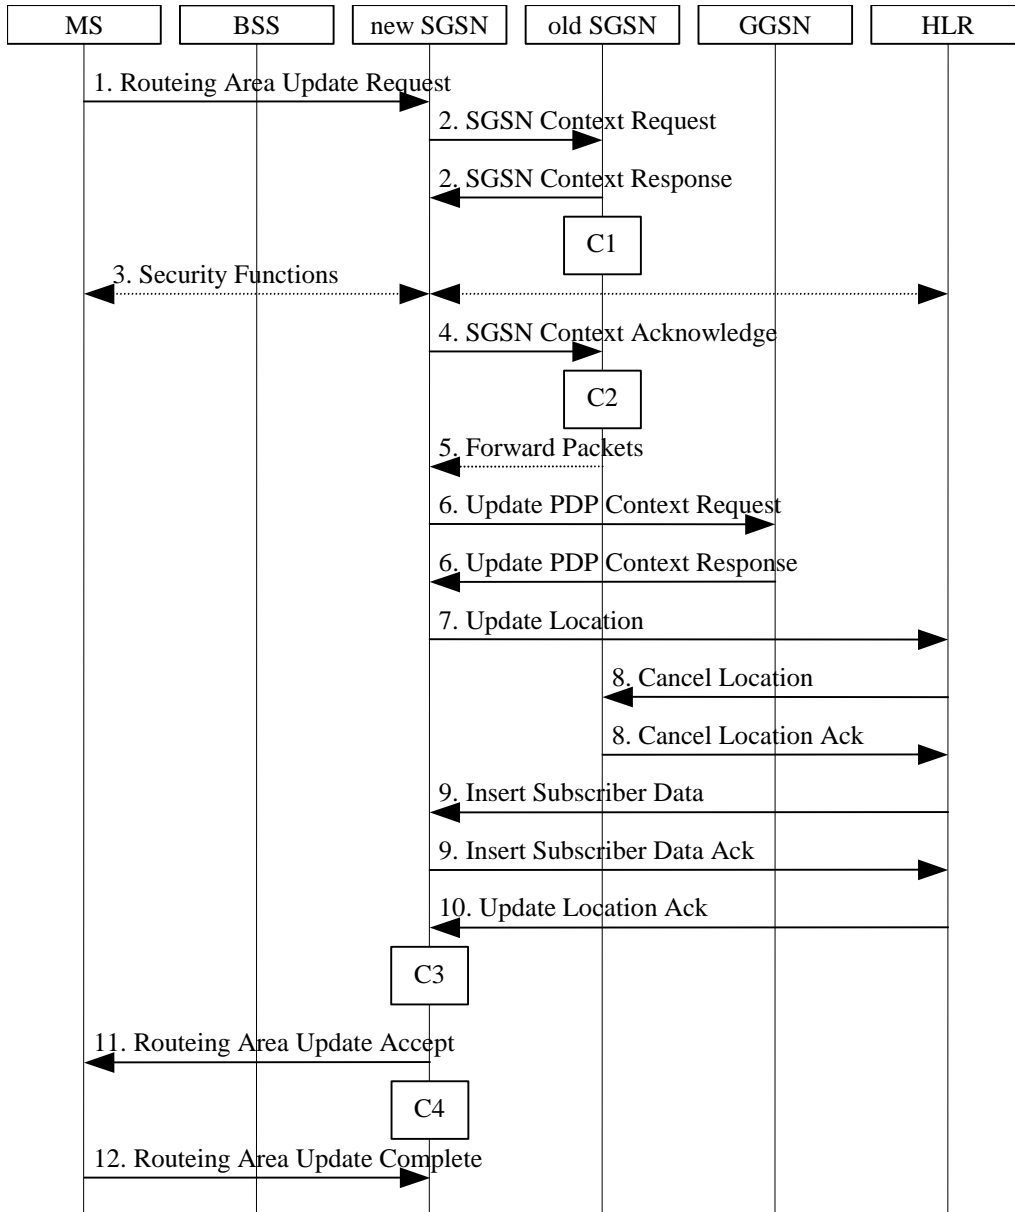 MS BSS new SGSN old SGSN GGSN HLR
1. Routeing Area Update Request
2. SGSN Context Request
2. SGSN Context Response
C1
3. Security Functions
4. SGSN Context Acknowledge
C2
5. Forward Packets
6. Update PDP Context Request
6. Update PDP Context Response
7. Update Location
8. Cancel Location
8. Cancel Location Ack
9. Insert Subscriber Data
9. Insert Subscriber Data Ack
10. Update Location Ack
C3
11. Routeing Area Update Accept
C4
12. Routeing Area Update Complete